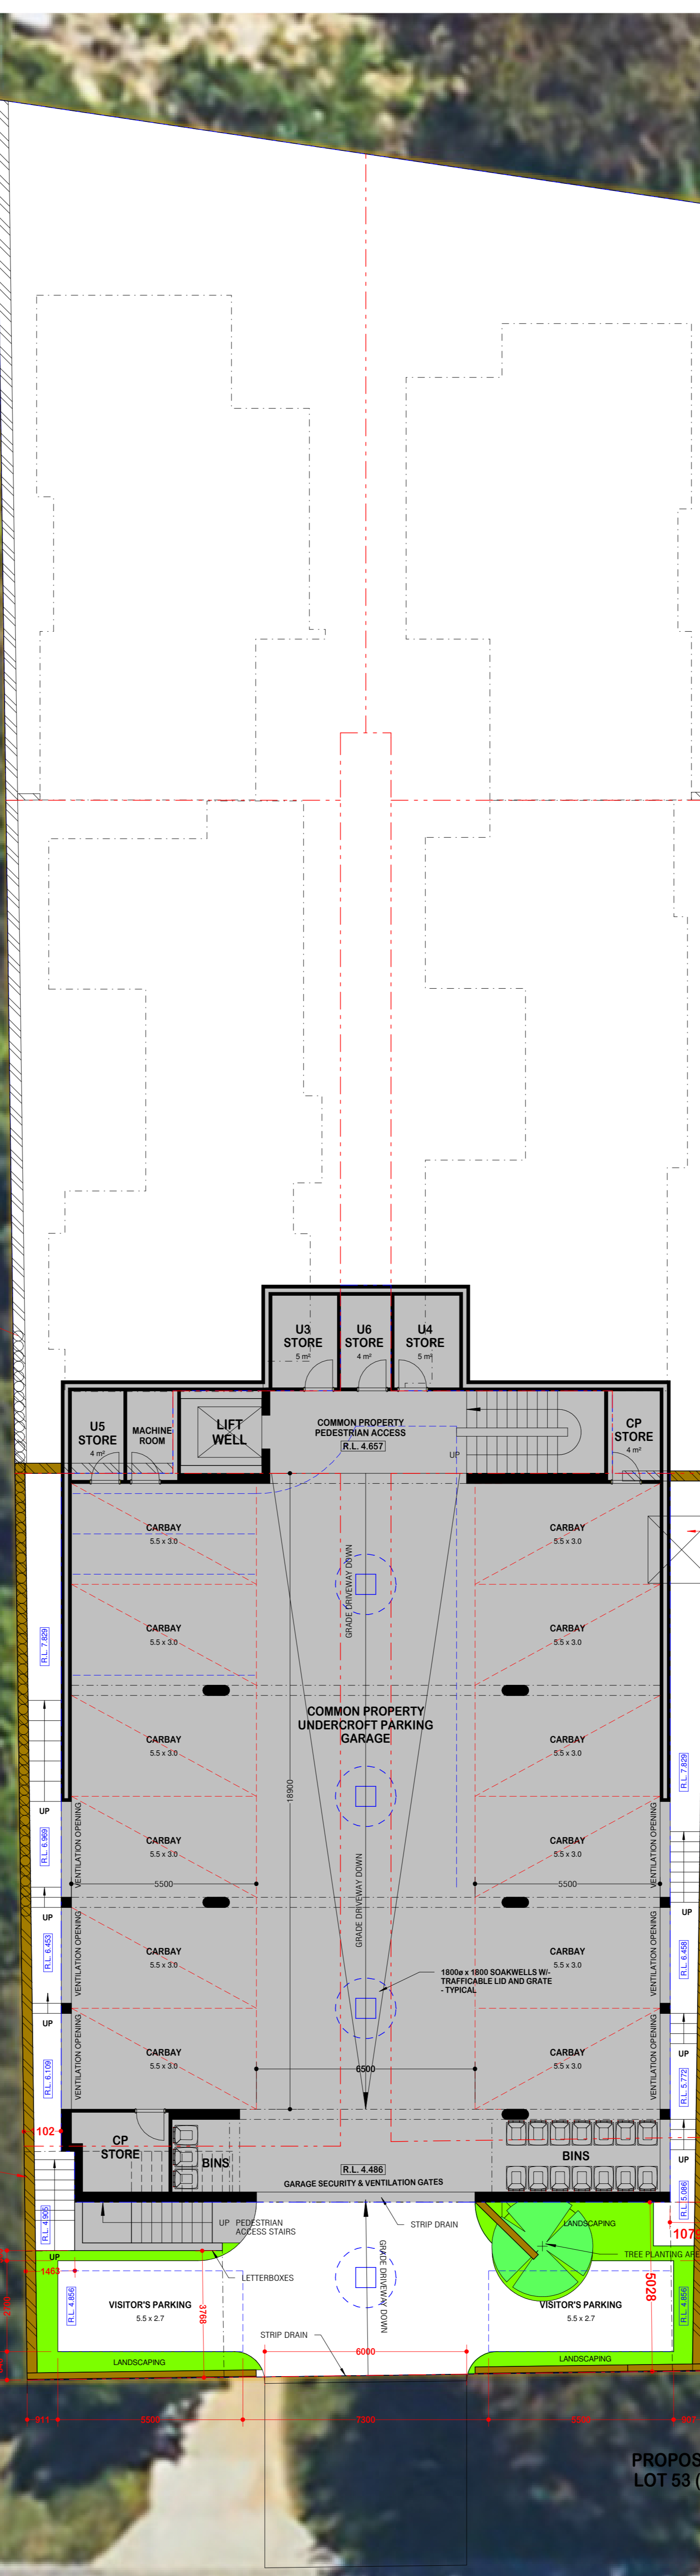 U3
STORE
5 m²
U6
STORE
4 m²
U4
STORE
5 m²
U5
STORE
4 m²
MACHINE
ROOM
LIFT
WELL
COMMON PROPERTY
PEDESTRIAN ACCESS
R.L. 4.657
UP
CP
STORE
4 m²
CARBAY
5.5 x 3.0
CARBAY
5.5 x 3.0
GRADE DRIVEWAY DOWN
CARBAY
5.5 x 3.0
CARBAY
5.5 x 3.0
R.L. 7.829
COMMON PROPERTY
UNDERCROFT PARKING
GARAGE
CARBAY
5.5 x 3.0
CARBAY
5.5 x 3.0
R.L. 7.829
18900
UP
R.L. 6.969
VENTILATION OPENING
CARBAY
5.5 x 3.0
CARBAY
5.5 x 3.0
VENTILATION OPENING
5500
5500
GRADE DRIVEWAY DOWN
UP
UP
R.L. 6.453
VENTILATION OPENING
CARBAY
5.5 x 3.0
CARBAY
5.5 x 3.0
VENTILATION OPENING
R.L. 6.458
1800ø x 1800 SOAKWELLS W/-
TRAFFICABLE LID AND GRATE
- TYPICAL
UP
UP
R.L. 6.109
VENTILATION OPENING
CARBAY
5.5 x 3.0
CARBAY
5.5 x 3.0
VENTILATION OPENING
R.L. 5.772
6500
102
CP
STORE
BINS
BINS
UP
R.L. 4.486
GARAGE SECURITY & VENTILATION GATES
R.L. 4.905
R.L. 5.086
UP PEDESTRIAN
ACCESS STAIRS
STRIP DRAIN
LANDSCAPING
1079
UP
TREE PLANTING ARE
1463
LETTERBOXES
GRADE DRIVEWAY DOWN
R.L. 4.856
VISITOR'S PARKING
5.5 x 2.7
3768
VISITOR'S PARKING
5.5 x 2.7
5028
R.L. 4.856
2700
STRIP DRAIN
6000
LANDSCAPING
LANDSCAPING
911
5500
7300
5500
PROPOS
LOT 53 (